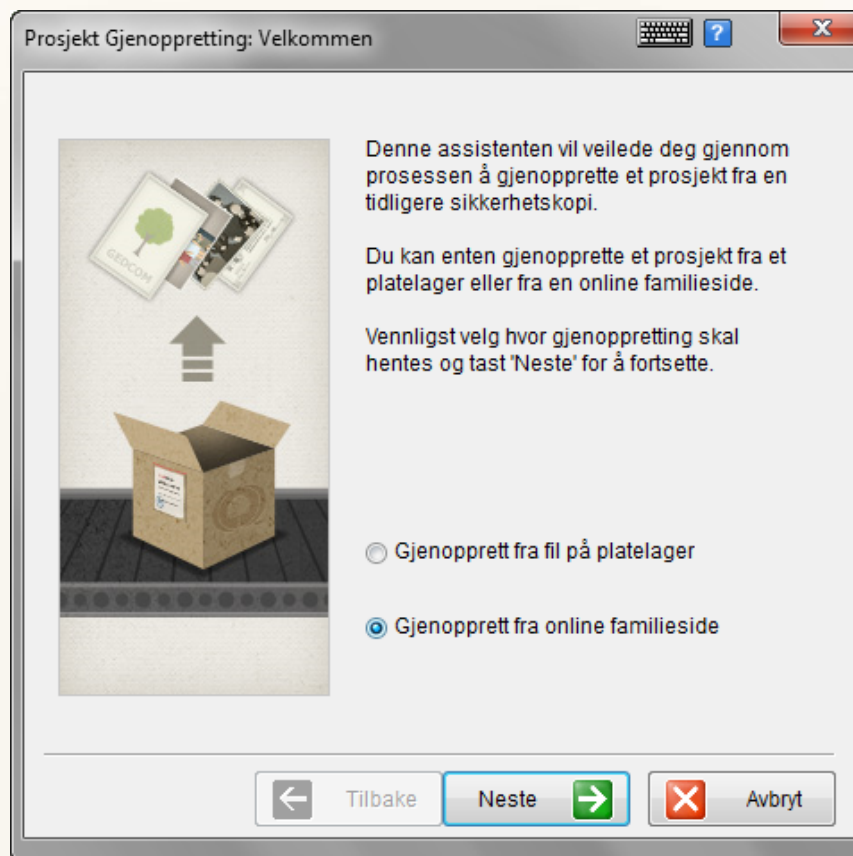 Prosjekt Gjenoppretting: Velkommen
?
X
Denne assistenten vil veilede deg gjennom
prosessen å gjenopprette et prosjekt fra en
tidligere sikkerhetskopi.
Du kan enten gjenopprette et prosjekt fra et
platelager eller fra en online familieside.
Vennligst velg hvor gjenoppretting skal
hentes og tast 'Neste' for å fortsette.
GEDCOM
Gjenopprett fra fil på platelager
Gjenopprett fra online familieside
Tilbake
Neste
Avbryt